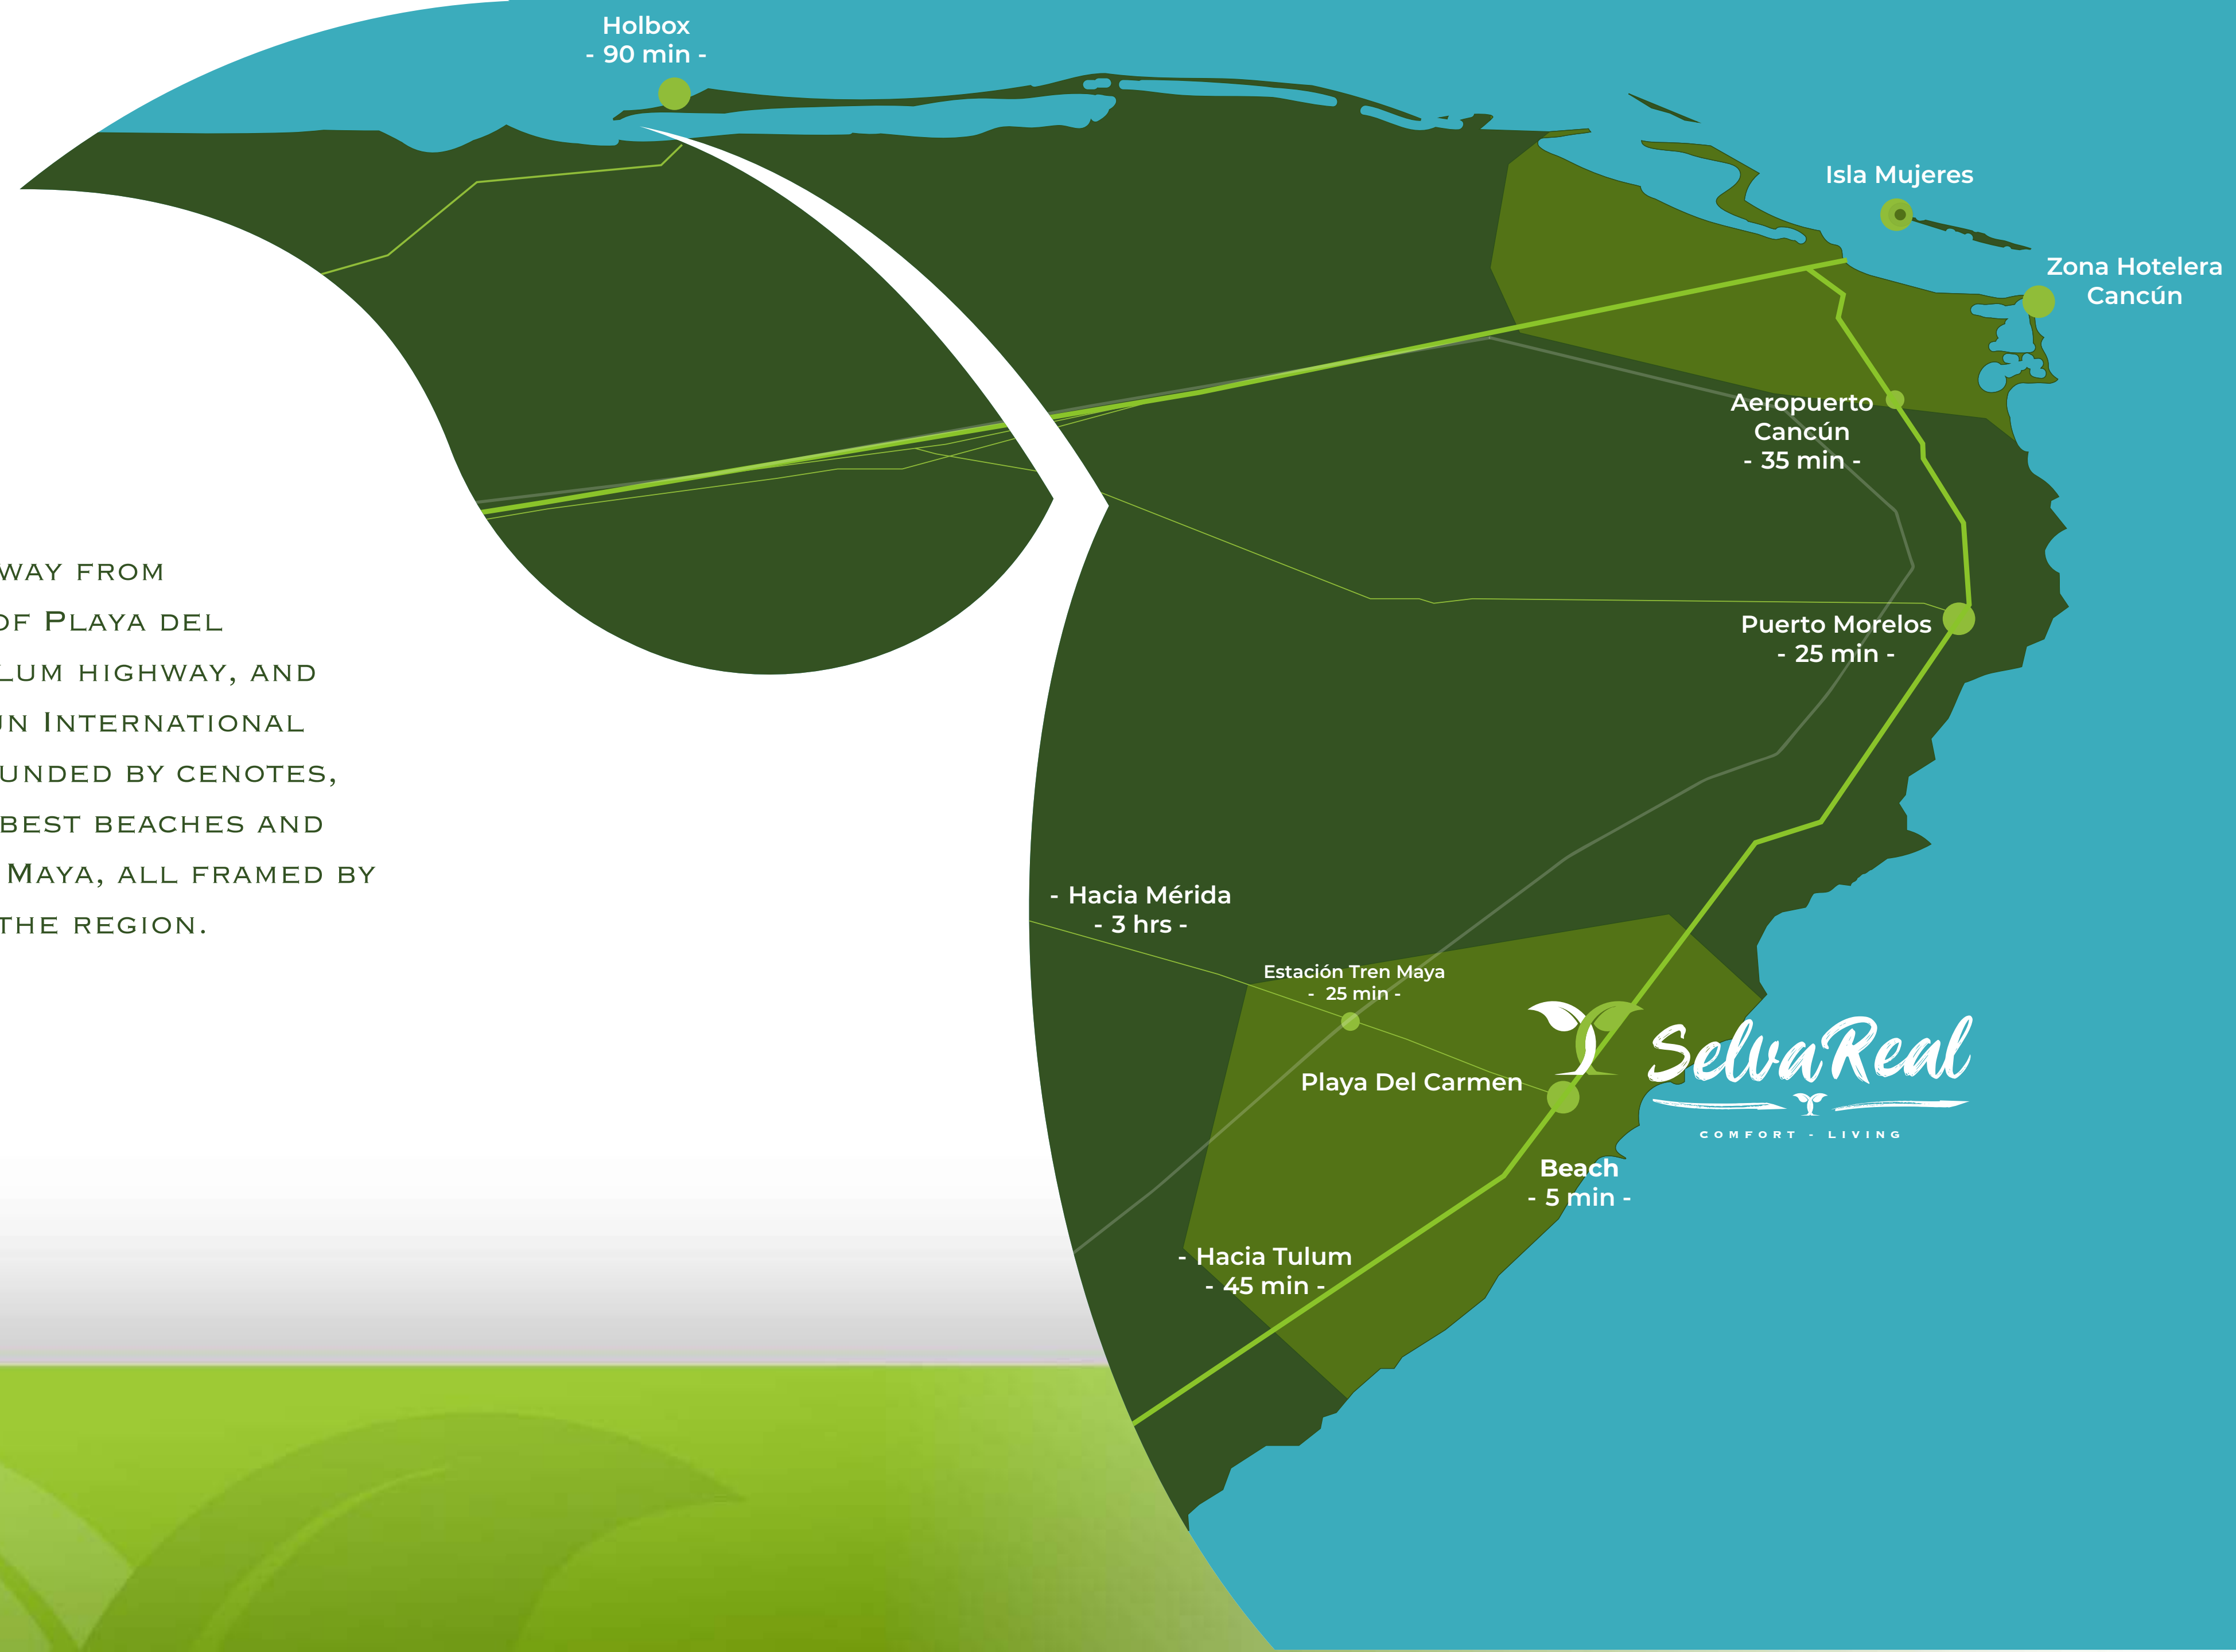 Holbox
- 90 min -
Isla Mujeres
Zona Hotelera
Cancún
Aeropuerto
Cancún
- 35 min -
WAY FROM
OF PLAYA DEL
LUM HIGHWAY, AND
UN INTERNATIONAL
UNDED BY CENOTES,
BEST BEACHES AND
MAYA, ALL FRAMED BY
THE REGION.
Puerto Morelos
- 25 min -
- Hacia Mérida
- 3 hrs -
Estación Tren Maya
- 25 min -
SelvaReal
COMFORT - LIVING
Playa Del Carmen
Beach
- 5 min -
- Hacia Tulum
- 45 min -